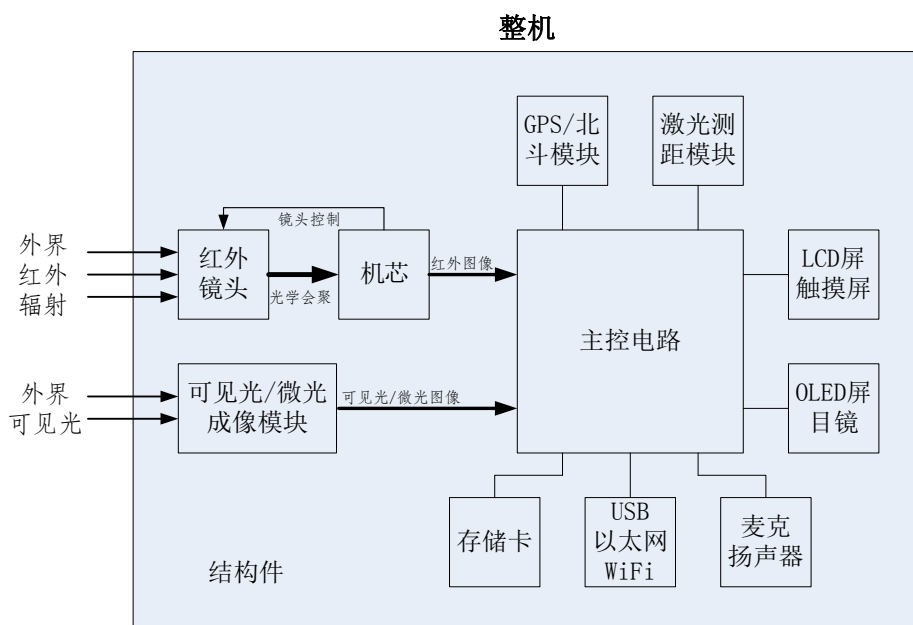 整机
GPS/北
斗模块
激光测
距模块
镜头控制
外界
红外
辐射
红外
镜头
光学会聚
机芯
红外图像
主控电路
LCD屏
触摸屏
外界
可见光
可见光/微光
成像模块
可见光/微光图像
OLED屏
目镜
存储卡
USB
以太网
WiFi
麦克
扬声器
结构件